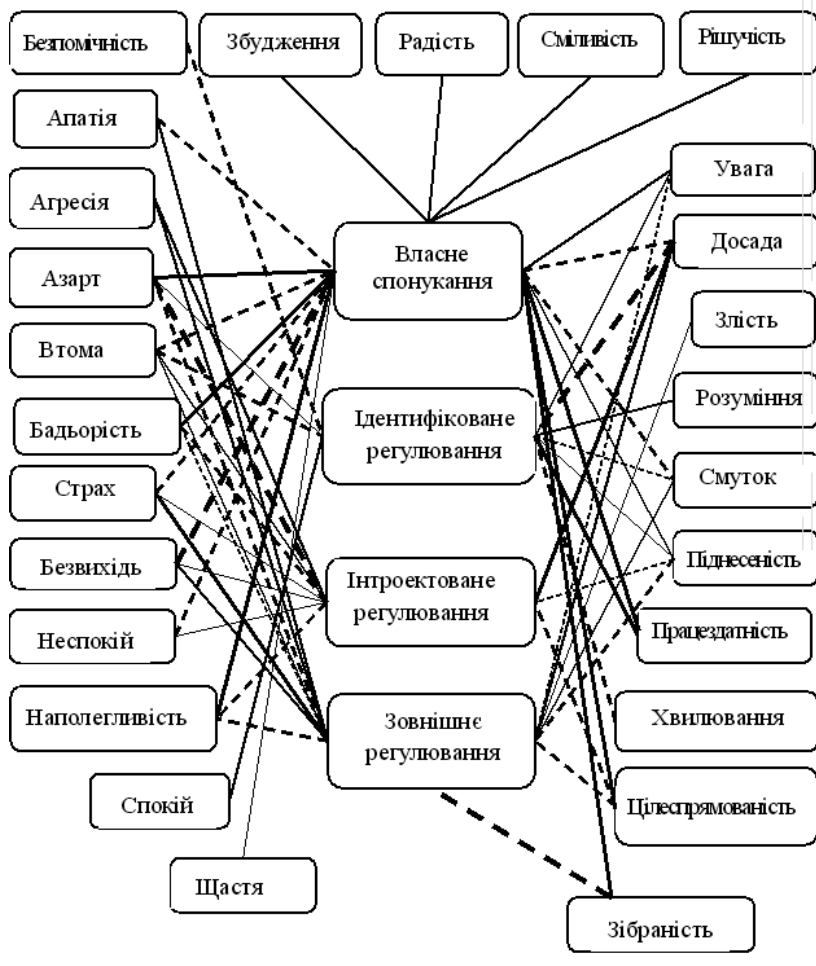 Безпомічність
Збудження
Радість
Сміливість
Рішучість
Апатія
Агресія
Азарт
Втома
Бадьорість
Страх
Безвихідь
Неспокій
Наполегливість
Спокій
Щастя
Власне
спонукання
Ідентифіковане
регулювання
Інтроектоване
регулювання
Зовнішнє
регулювання
Увага
Досада
Злість
Розуміння
Смуток
Піднесеність
Працездатність
Хвилювання
Цілеспрямованість
Зібраність